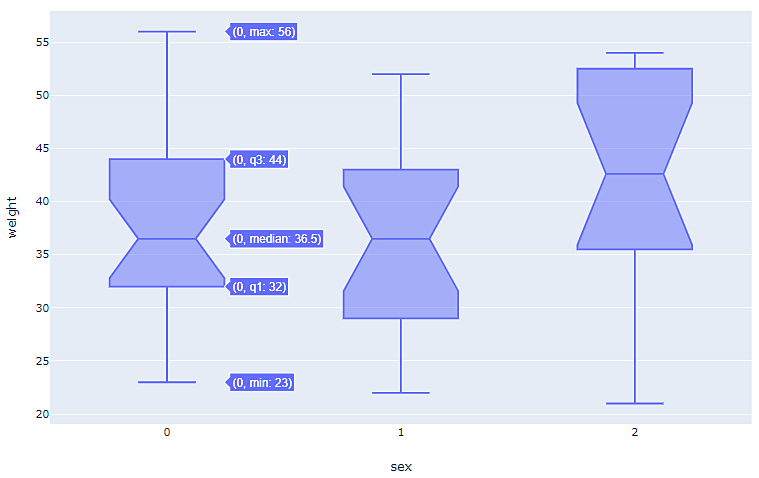 55
50
45
40
35
30
25
20
weight
(0, max: 56)
(0, q3: 44)
(0, median: 36.5)
(0, q1: 32)
(0, min: 23)
0 1 2
sex